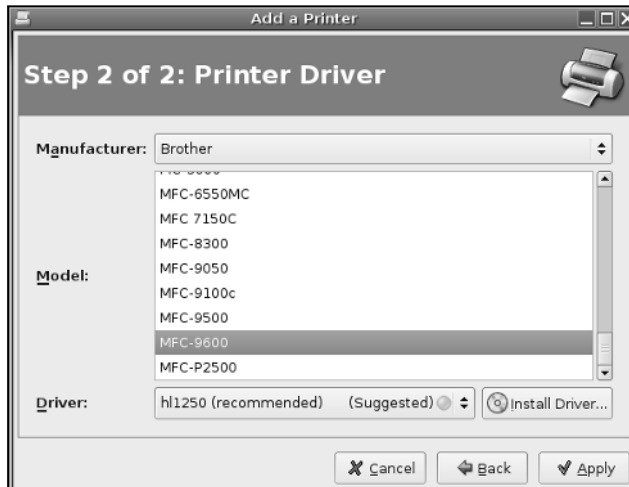 Add a Printer
Step 2 of 2: Printer Driver
Manufacturer: Brother
MFC-6550MC
MFC 7150C
MFC-8300
MFC-9050
Model:
MFC-9100c
MFC-9500
MFC-9600
MFC-P2500
Driver: hl1250 (recommended) (Suggested) Install Driver...
Cancel Back Apply